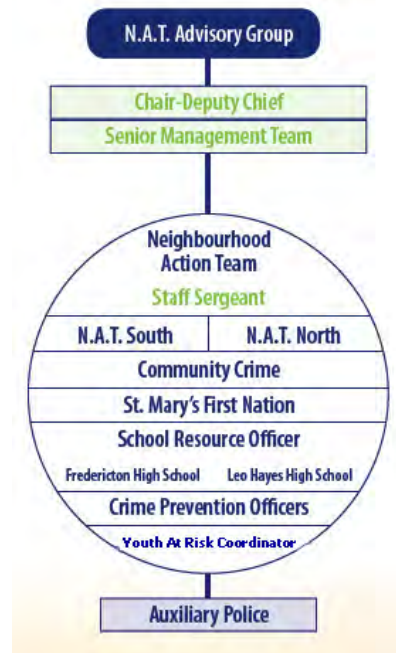 N.A.T. Advisory Group
Chair-Deputy Chief
Senior Management Team
Neighbourhood
Action Team
Staff Sergeant
N.A.T. South N.A.T. North
Community Crime
St. Mary's First Nation
School Resource Officer
Fredericton High School Leo Hayes High School
Crime Prevention Officers
Youth At Risk Coordinator
Auxiliary Police